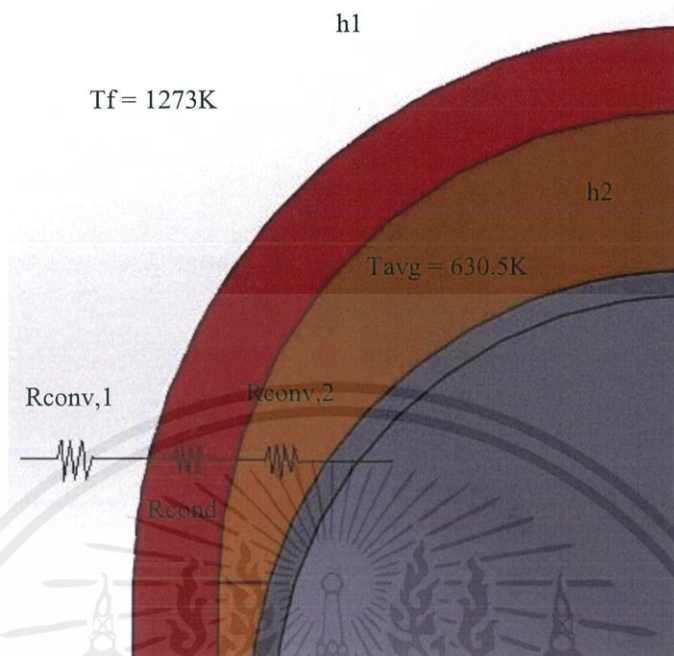 h1
Tf = 1273K
h2
Tavg = 630.5K
Rconv,1
Rconv,2
Rcond